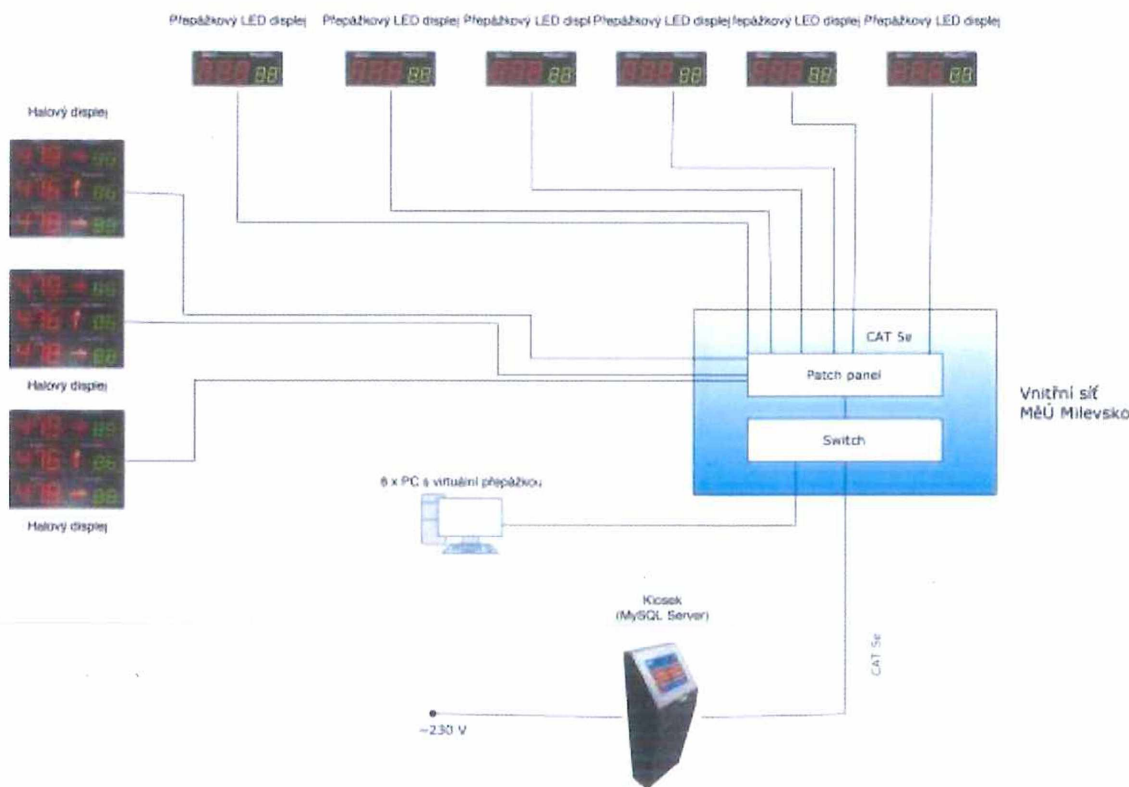 Přepážkový LED displej Přepážkový LED displej Přepážkový LED displ Přepážkový LED displej řepážkový LED displej Přepážkový LED displej
Halový displej
Halový displej
Halový displej
CAT 5e
Patch panel
Switch
Vnitřní síť
MěÚ Milevsko
6 x PC s virtuální přepážkou
Kiosek
(MySQL Server)
CAT 5e
~230 V